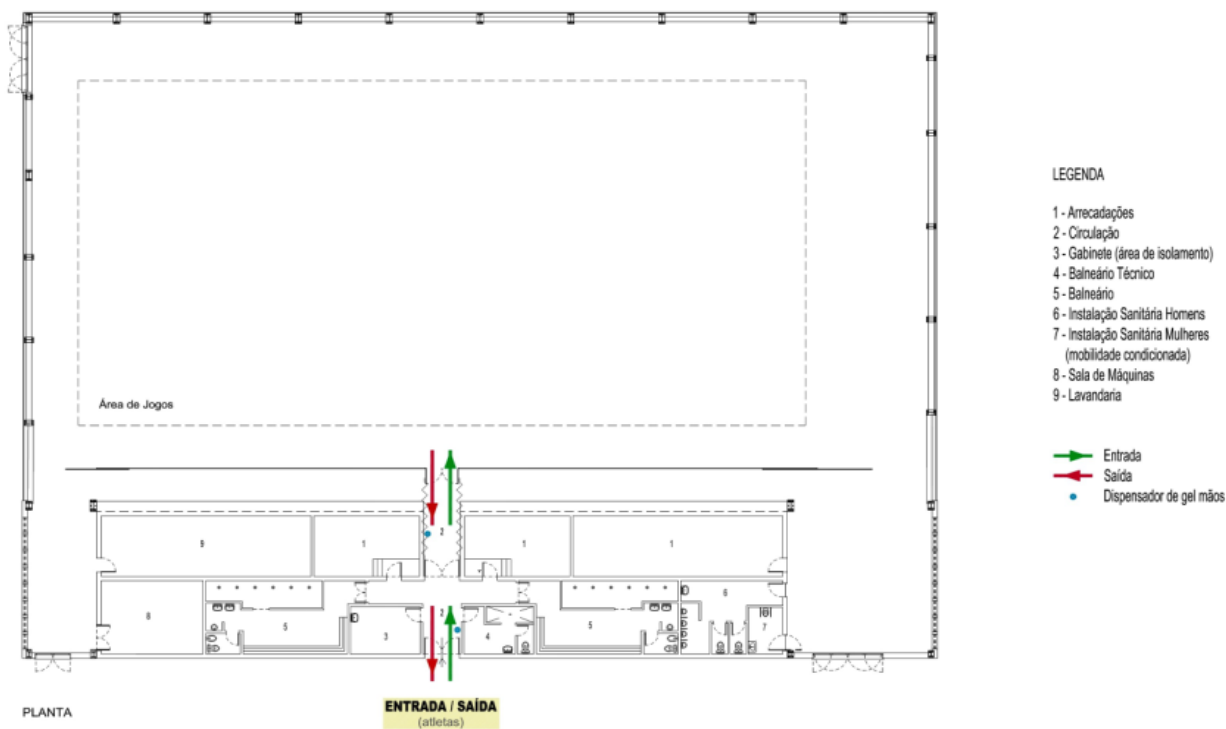 Área de Jogos
2
9
1
1
1
8
5
3
2
4
5
6
7
PLANTA
ENTRADA / SAÍDA
(atletas)
LEGENDA
1 - Arrecadações
2 - Circulação
3 - Gabinete (área de isolamento)
4 - Balneário Técnico
5 - Balneário
6 - Instalação Sanitária Homens
7 - Instalação Sanitária Mulheres
(mobilidade condicionada)
8 - Sala de Máquinas
9 - Lavandaria
Entrada
Saída
Dispensador de gel mãos